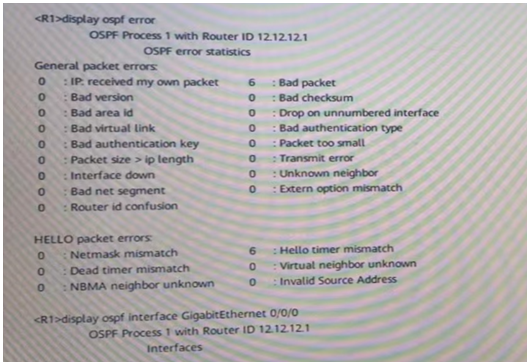 <R1>display ospf error
OSPF Process 1 with Router ID 12.12.12.1
OSPF error statistics
General packet errors:
0 : IP: received my own packet 6 : Bad packet
0 : Bad version 0 : Bad checksum
0 : Bad area id 0 : Drop on unnumbered interface
0 : Bad virtual link 0 : Bad authentication type
0 : Bad authentication key 0 : Packet too small
0 : Packet size > ip length 0 : Transmit error
0 : Interface down 0 : Unknown neighbor
0 : Bad net segment 0 : Extern option mismatch
0 : Router id confusion
HELLO packet errors:
0 : Netmask mismatch 6 : Hello timer mismatch
0 : Dead timer mismatch 0 : Virtual neighbor unknown
0 : NBMA neighbor unknown 0 : Invalid Source Address
<R1>display ospf interface GigabitEthernet 0/0/0
OSPF Process 1 with Router ID 12.12.12.1
Interfaces